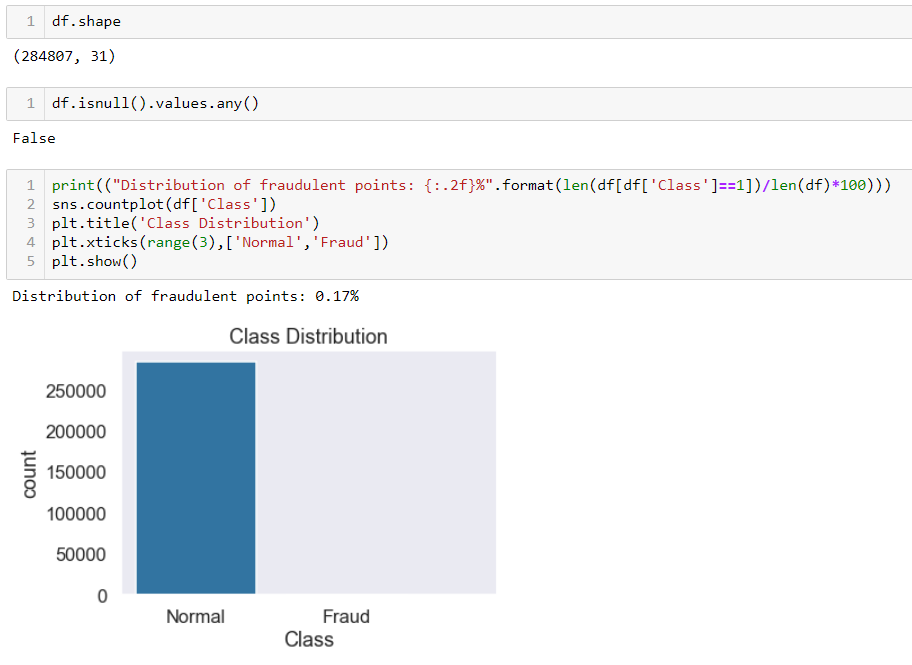 1 df.shape
(284807, 31)
1 df.isnull().values.any()
False
1 print(("Distribution of fraudulent points: {:.2f}%".format(len(df[df['Class']==1])/len(df)*100)))
2 sns.countplot(df['Class'])
3 plt.title('Class Distribution')
4 plt.xticks(range(3),['Normal','Fraud'])
5 plt.show()
Distribution of fraudulent points: 0.17%
Class Distribution
250000
200000
150000
100000
50000
0
count
Normal Fraud
Class